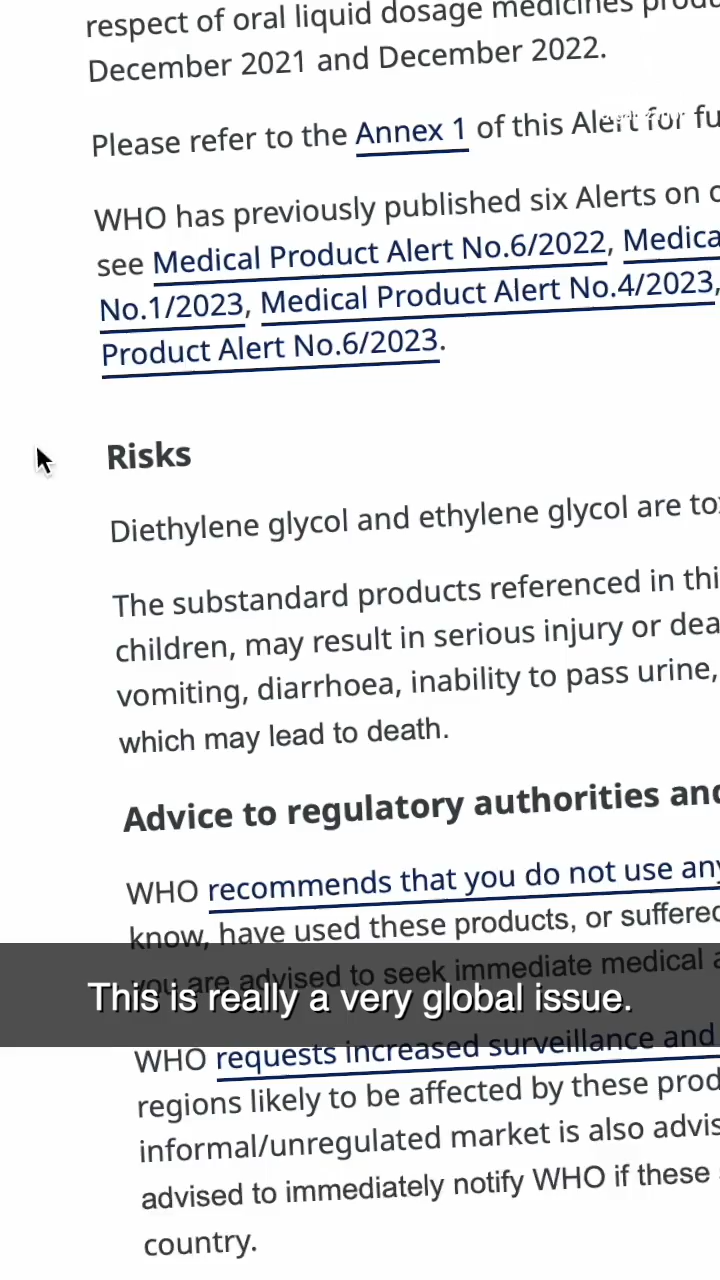 respect of oral liquid dosage medicines
December 2021 and December 2022.
Please refer to the Annex 1 of this Alert for
WHO has previously published six Alerts on
see Medical Product Alert No.6/2022, Medica
No.1/2023, Medical Product Alert No.4/2023,
Product Alert No.6/2023.
Risks
Diethylene glycol and ethylene glycol are to
The substandard products referenced in thi
children, may result in serious injury or dea
vomiting, diarrhoea, inability to pass urine,
which may lead to death.
Advice to regulatory authorities and
WHO recommends that you do not use any
know, have used these products, or suffered
you are advised to seek immediate medical a
This is really a very global issue.
WHO requests increased surveillance and
regions likely to be affected by these prod
informal/unregulated market is also advis
advised to immediately notify WHO if these
country.